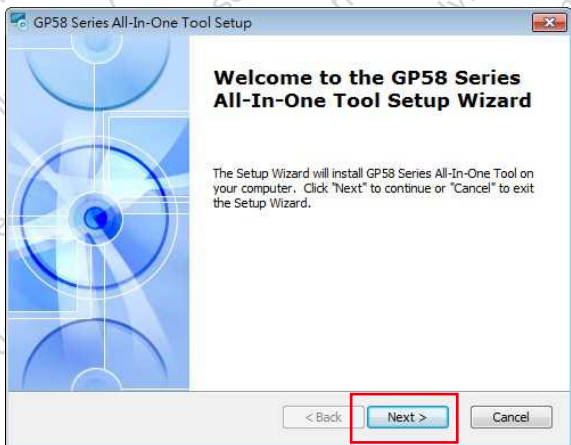 GP58 Series All-In-One Tool Setup
Welcome to the GP58 Series
All-In-One Tool Setup Wizard
The Setup Wizard will install GP58 Series All-In-One Tool on
your computer. Click "Next" to continue or "Cancel" to exit
the Setup Wizard.
< Back Next > Cancel